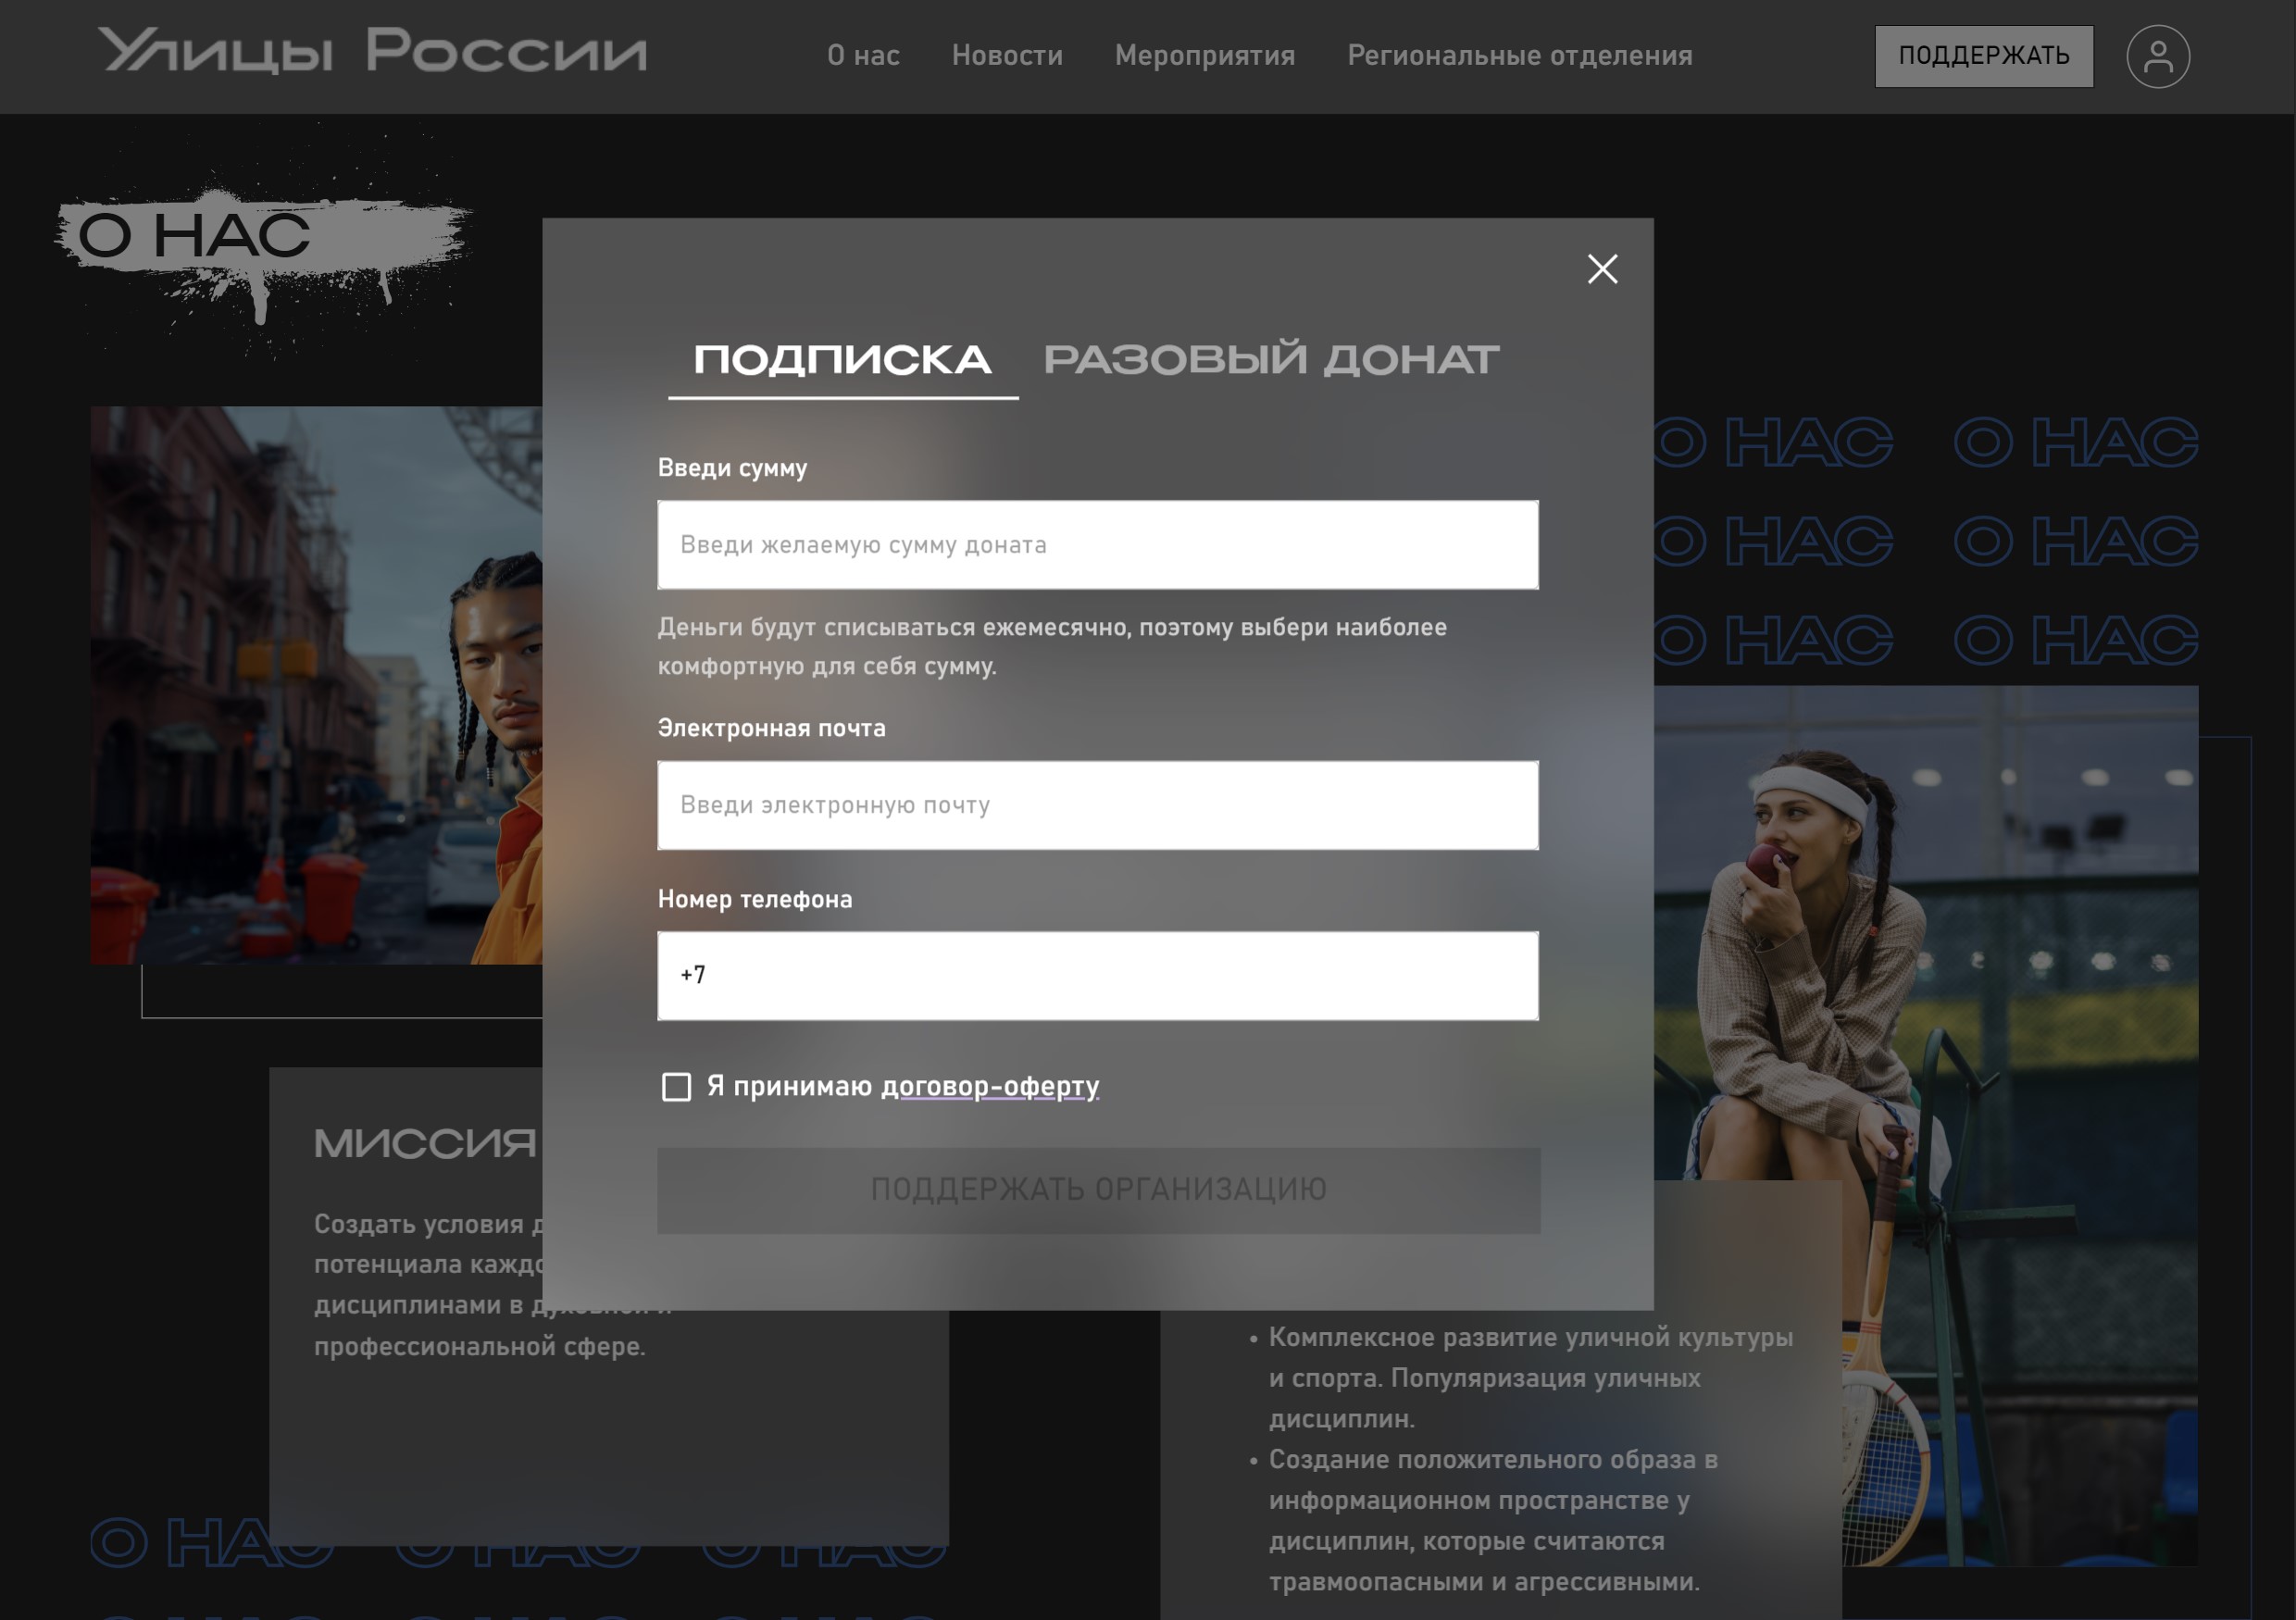 Улицы России
О нас
Новости
Мероприятия
Региональные отделения
ПОДДЕРЖАТЬ
О НАС
ПОДПИСКА
РАЗОВЫЙ ДОНАТ
Введи сумму
Введи желаемую сумму доната
Деньги будут списываться ежемесячно, поэтому выбери наиболее
комфортную для себя сумму.
Электронная почта
Введи электронную почту
Номер телефона
+7
Я принимаю договор-оферту
ПОДДЕРЖАТЬ ОРГАНИЗАЦИЮ
О НАС О НАС
О НАС О НАС
О НАС О НАС
МИССИЯ
Создать условия
потенциала
дисциплинами в духовной и
профессиональной сфере.
• Комплексное развитие уличной культуры
и спорта. Популяризация уличных
дисциплин.
• Создание положительного образа в
информационном пространстве у
дисциплин, которые считаются
травмоопасными и агрессивными.
О НАС О НАС О НАС